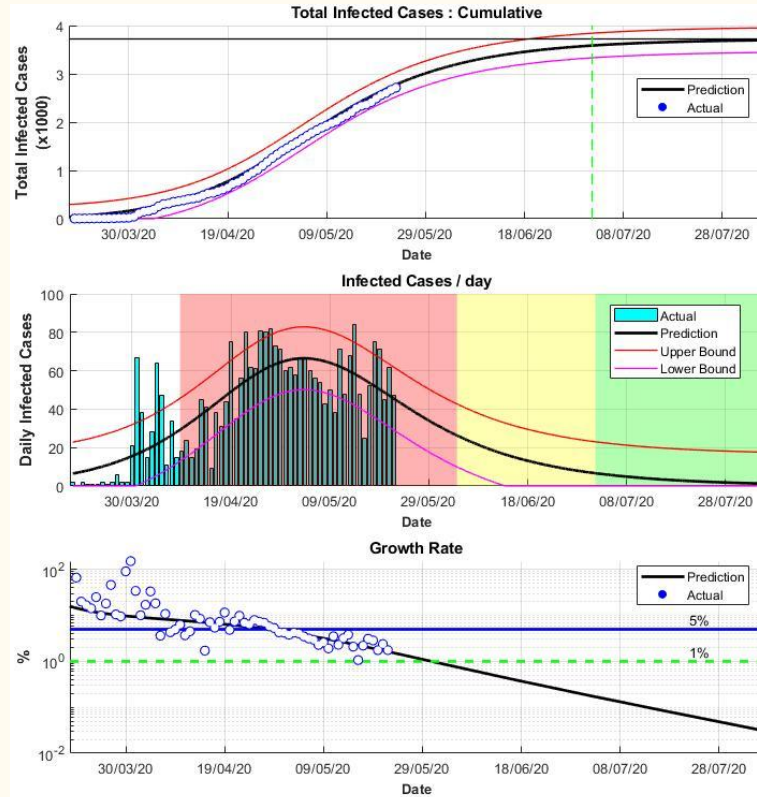 Total Infected Cases : Cumulative
Total Infected Cases
(x1000)
4
3
2
1
0
Prediction
Actual
30/03/20 19/04/20 09/05/20 29/05/20 18/06/20 08/07/20 28/07/20
Date
Infected Cases / day
Daily Infected Cases
100
80
60
40
20
0
Actual
Prediction
Upper Bound
Lower Bound
30/03/20 19/04/20 09/05/20 29/05/20 18/06/20 08/07/20 28/07/20
Date
Growth Rate
%
10^2
10^0
10^-2
Prediction
Actual
5%
1%
30/03/20 19/04/20 09/05/20 29/05/20 18/06/20 08/07/20 28/07/20
Date